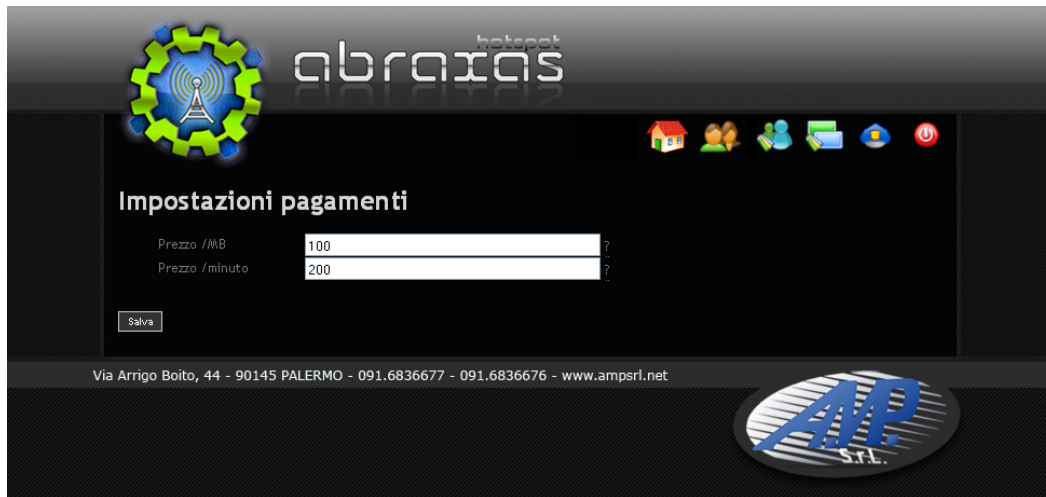 hotspot
abraxas
Impostazioni pagamenti
Prezzo /MB 100 ?
Prezzo /minuto 200 ?
Salva
Via Arrigo Boito, 44 - 90145 PALERMO - 091.6836677 - 091.6836676 - www.ampsrl.net
A.M.P.
S.r.L.